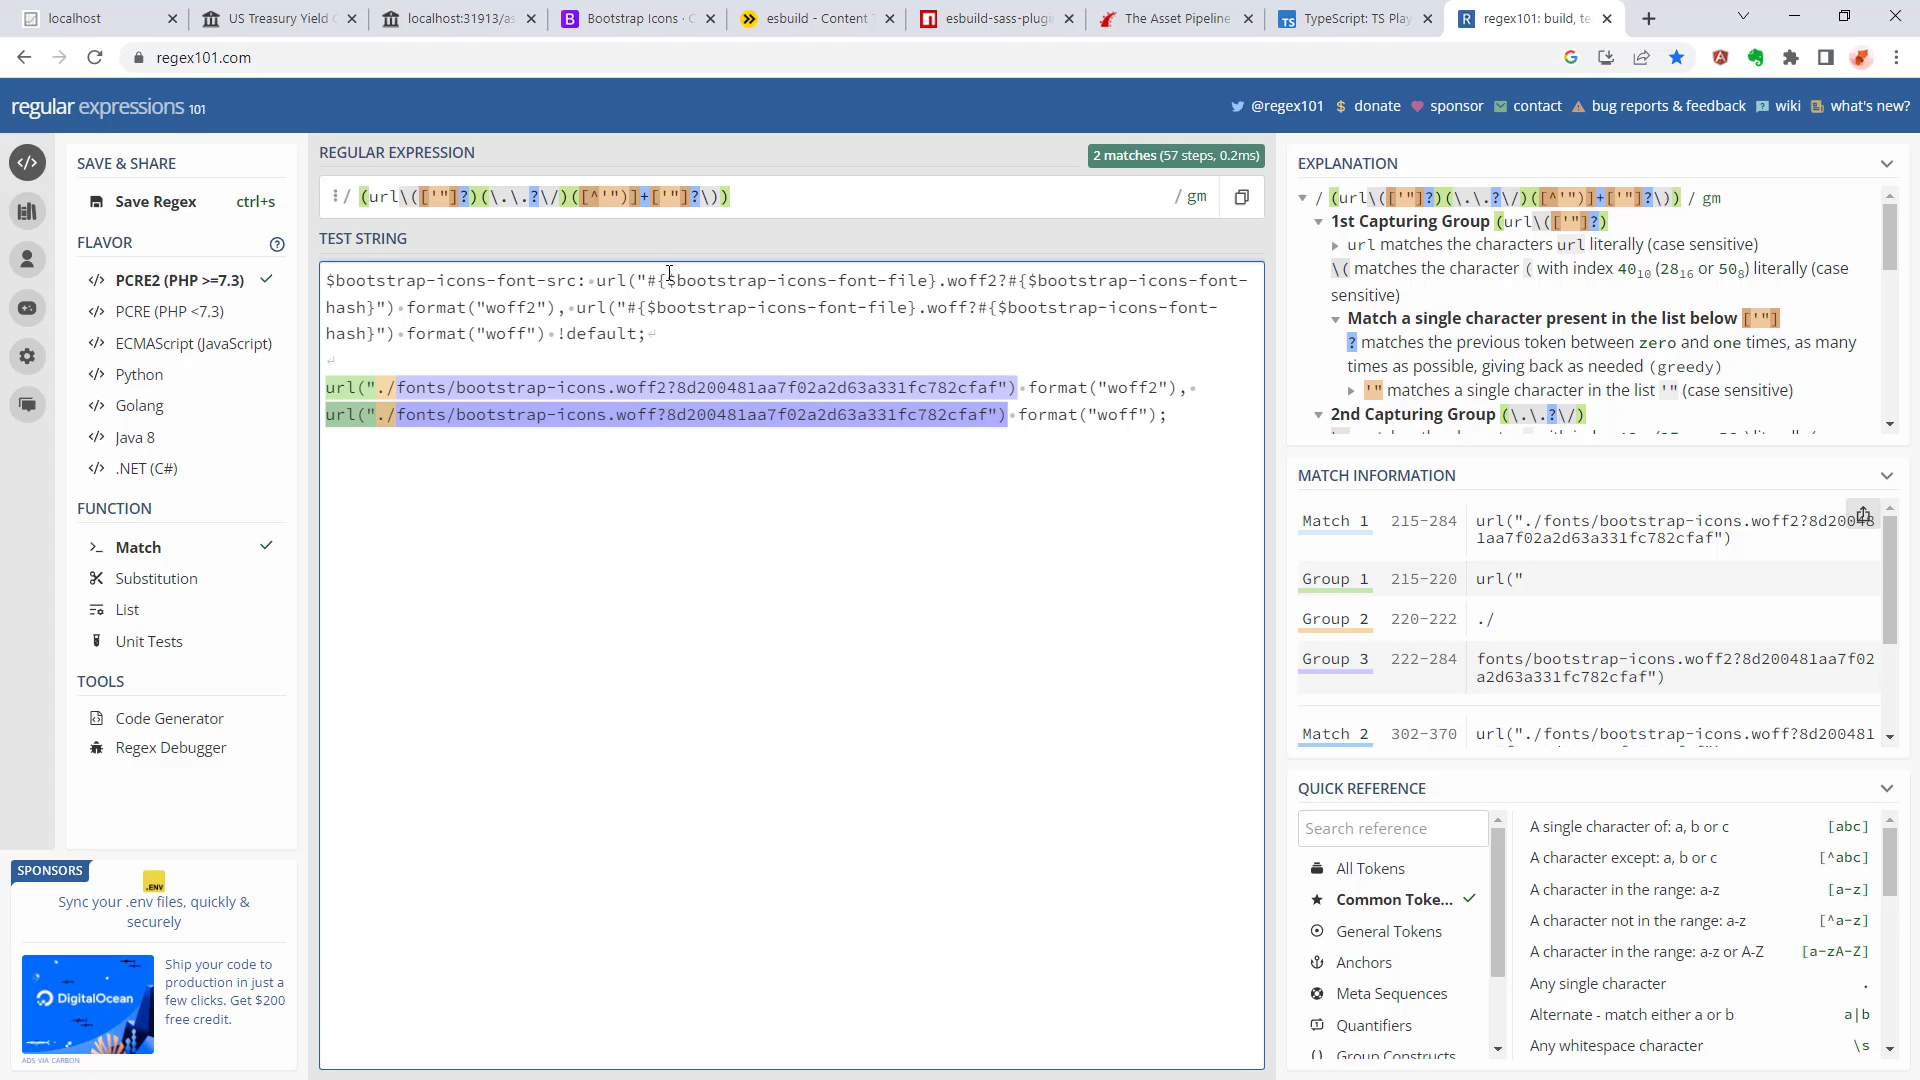 localhost
US Treasury Yield C
localhost:31913/as
Bootstrap Icons · C
esbuild - Content T
esbuild-sass-plugi
The Asset Pipeline
TypeScript: TS Play
regex101: build, te
regex101.com
regular expressions 101
@regex101
donate
sponsor
contact
bug reports & feedback
wiki
what's new?
SAVE & SHARE
Save Regex ctrl+s
FLAVOR
PCRE2 (PHP >=7.3)
PCRE (PHP <7.3)
ECMAScript (JavaScript)
Python
Golang
Java 8
.NET (C#)
FUNCTION
Match
Substitution
List
Unit Tests
TOOLS
Code Generator
Regex Debugger
SPONSORS
.ENV
Sync your .env files, quickly &
securely
DigitalOcean
Ship your code to
production in just a
few clicks. Get $200
free credit.
ADS VIA CARBON
REGULAR EXPRESSION
2 matches (57 steps, 0.2ms)
/ (url\(['"]?)(\.\.?\/)([^'")]+['"]?\)) / gm
TEST STRING
$bootstrap-icons-font-src: url("#{$bootstrap-icons-font-file}.woff2?#{$bootstrap-icons-font-
hash}") format("woff2"), url("#{$bootstrap-icons-font-file}.woff?#{$bootstrap-icons-font-
hash}") format("woff") !default;
url("./fonts/bootstrap-icons.woff2?8d200481aa7f02a2d63a331fc782cfaf") format("woff2"),
url("./fonts/bootstrap-icons.woff?8d200481aa7f02a2d63a331fc782cfaf") format("woff");
EXPLANATION
/ (url\(['"]?)(\.\.?\/)([^'")]+['"]?\)) / gm
1st Capturing Group (url\(['"]?)
url matches the characters url literally (case sensitive)
\( matches the character ( with index 40₁₀ (28₁₆ or 50₈) literally (case
sensitive)
Match a single character present in the list below ['"]
? matches the previous token between zero and one times, as many
times as possible, giving back as needed (greedy)
'" matches a single character in the list '" (case sensitive)
2nd Capturing Group (\.\.?\/)
MATCH INFORMATION
Match 1 215-284 url("./fonts/bootstrap-icons.woff2?8d20048
1aa7f02a2d63a331fc782cfaf")
Group 1 215-220 url("
Group 2 220-222 ./
Group 3 222-284 fonts/bootstrap-icons.woff2?8d200481aa7f02
a2d63a331fc782cfaf")
Match 2 302-370 url("./fonts/bootstrap-icons.woff?8d200481
QUICK REFERENCE
Search reference
All Tokens
Common Toke...
General Tokens
Anchors
Meta Sequences
Quantifiers
Group Constructs
A single character of: a, b or c [abc]
A character except: a, b or c [^abc]
A character in the range: a-z [a-z]
A character not in the range: a-z [^a-z]
A character in the range: a-z or A-Z [a-zA-Z]
Any single character .
Alternate - match either a or b a|b
Any whitespace character \s